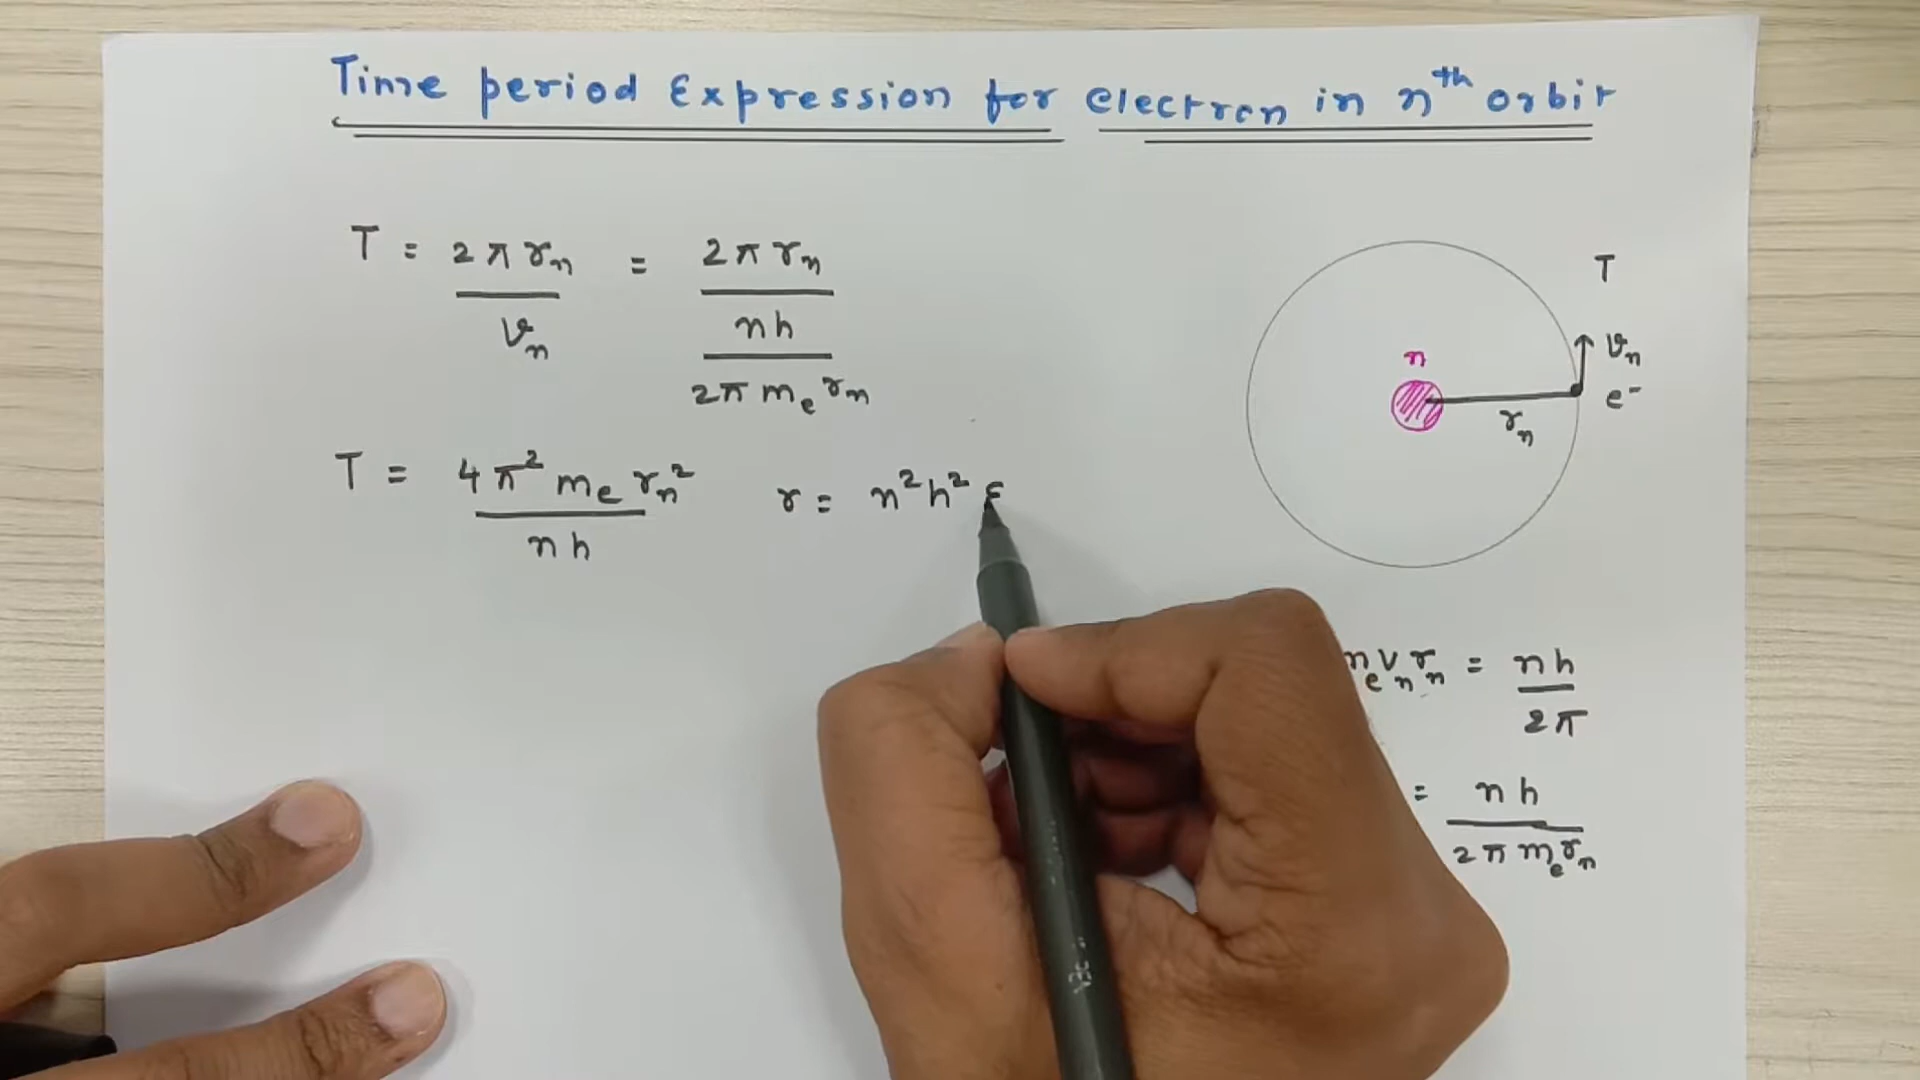 Time period Expression for electron in nᵗʰ orbit
T = 2πrₙ / vₙ = 2πrₙ / (nh / 2πmₑrₙ)
T = 4π²mₑrₙ² / nh
r = n²h²ε
T
n
vₙ
e⁻
rₙ
vₙrₙ = nh / 2π
= nh / 2πmₑrₙ